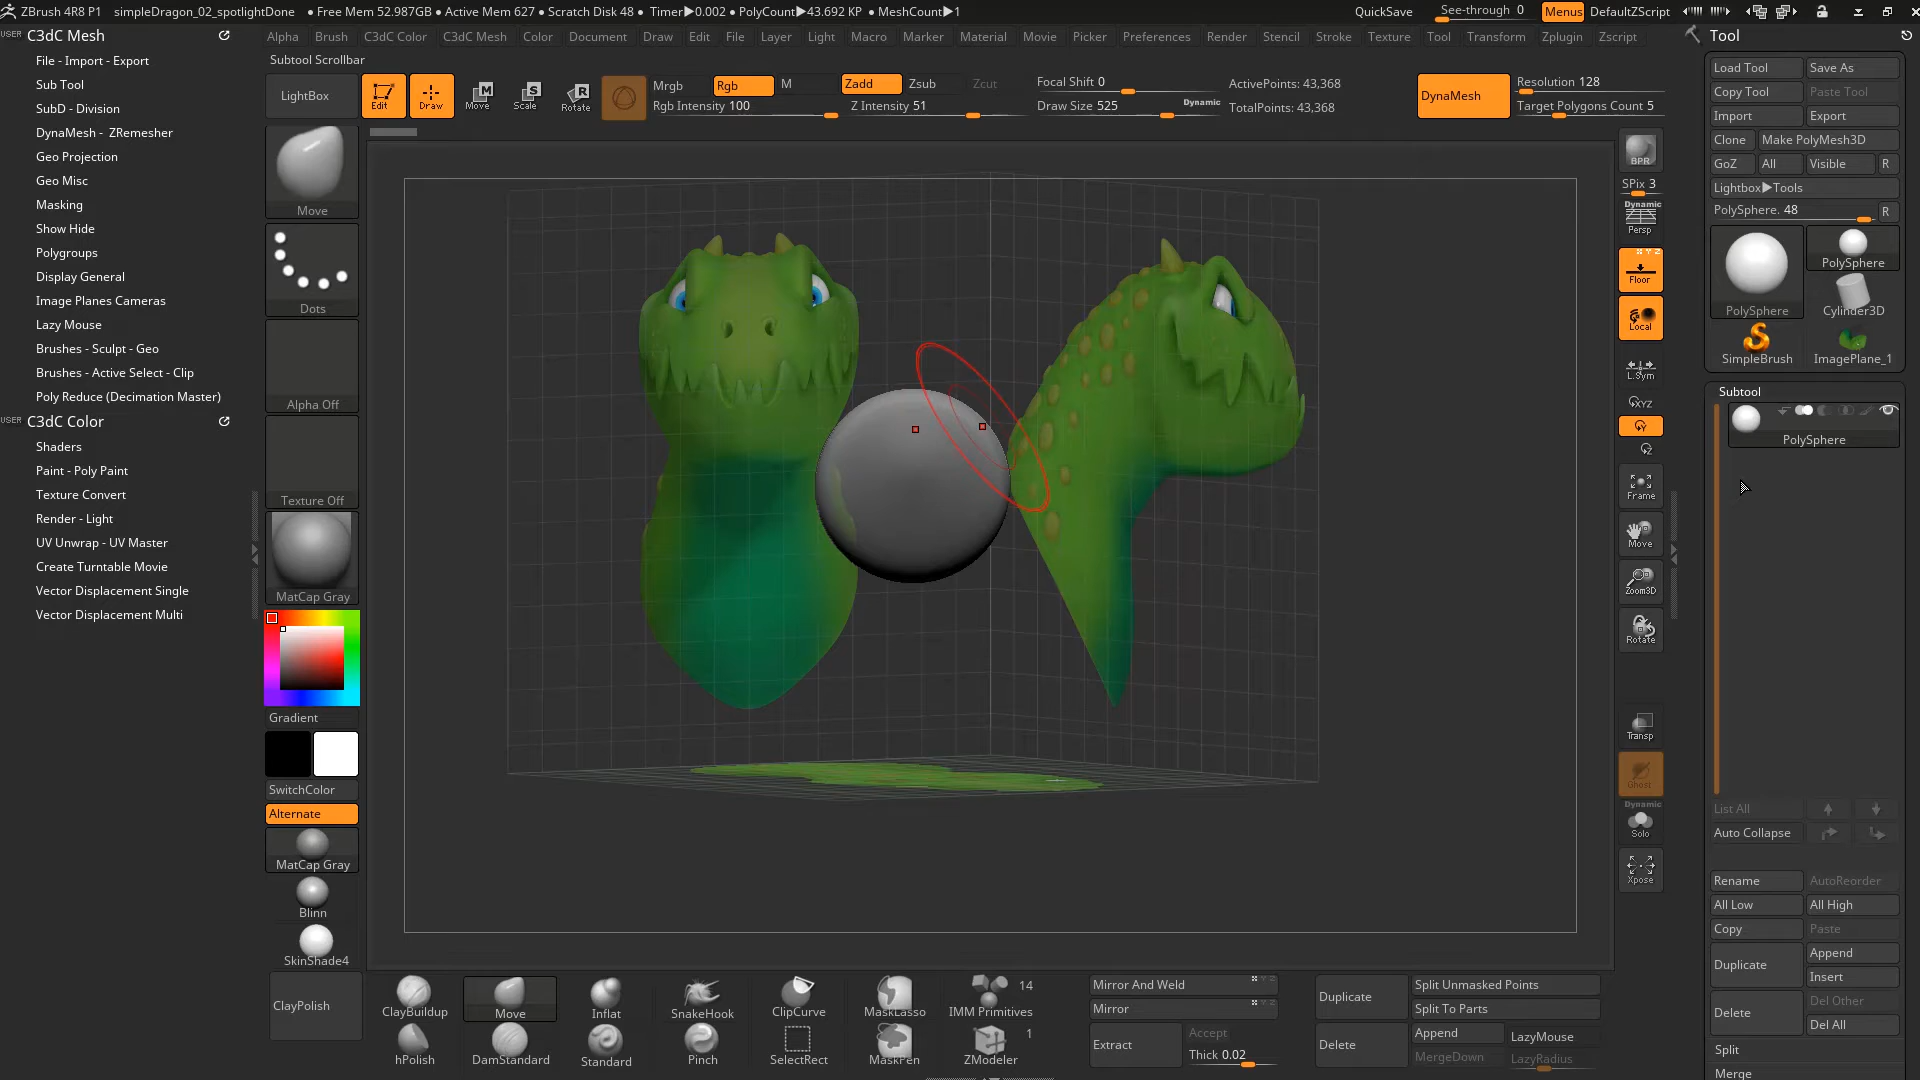 ZBrush 4R8 P1 simpleDragon_02_spotlightDone ● Free Mem 52.987GB ● Active Mem 627 ● Scratch Disk 48 ● Timer▶0.002 ● PolyCount▶43.692 KP ● MeshCount▶1 QuickSave See-through 0 Menus DefaultZScript
USER C3dC Mesh
File - Import - Export
Sub Tool
SubD - Division
DynaMesh - ZRemesher
Geo Projection
Geo Misc
Masking
Show Hide
Polygroups
Display General
Image Planes Cameras
Lazy Mouse
Brushes - Sculpt - Geo
Brushes - Active Select - Clip
Poly Reduce (Decimation Master)
USER C3dC Color
Shaders
Paint - Poly Paint
Texture Convert
Render - Light
UV Unwrap - UV Master
Create Turntable Movie
Vector Displacement Single
Vector Displacement Multi
Alpha Brush C3dC Color C3dC Mesh Color Document Draw Edit File Layer Light Macro Marker Material Movie Picker Preferences Render Stencil Stroke Texture Tool Transform Zplugin Zscript
Subtool Scrollbar
LightBox
Edit
Draw
Move
Scale
Rotate
Mrgb Rgb M Zadd Zsub Zcut
Rgb Intensity 100 Z Intensity 51
Focal Shift 0
Draw Size 525 Dynamic
ActivePoints: 43,368
TotalPoints: 43,368
DynaMesh
Resolution 128
Target Polygons Count 5
Move
Dots
Alpha Off
Texture Off
MatCap Gray
Gradient
SwitchColor
Alternate
MatCap Gray
Blinn
SkinShade4
ClayPolish
BPR
SPix 3
Dynamic
Persp
Floor
Local
L.Sym
XYZ
Y
Z
Frame
Move
Zoom3D
Rotate
Transp
Ghost
Dynamic
Solo
Xpose
Tool
Load Tool Save As
Copy Tool Paste Tool
Import Export
Clone Make PolyMesh3D
GoZ All Visible R
Lightbox▶Tools
PolySphere. 48 R
PolySphere
PolySphere
Cylinder3D
SimpleBrush ImagePlane_1
Subtool
PolySphere
List All
Auto Collapse
Rename AutoReorder
All Low All High
Copy Paste
Duplicate Append
Insert
Delete Del Other
Del All
Split
Merge
ClayBuildup Move Inflat SnakeHook ClipCurve MaskLasso IMM Primitives 14
hPolish DamStandard Standard Pinch SelectRect MaskPen ZModeler 1
Mirror And Weld
Mirror
Extract Accept
Thick 0.02
Duplicate
Delete
Split Unmasked Points
Split To Parts
Append LazyMouse
MergeDown LazyRadius